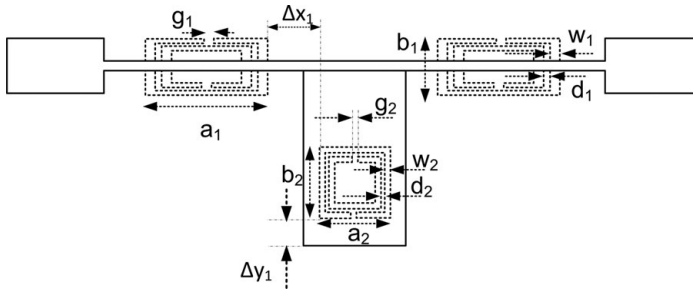 g₁
Δx₁
b₁
w₁
d₁
a₁
g₂
b₂
w₂
d₂
a₂
Δy₁